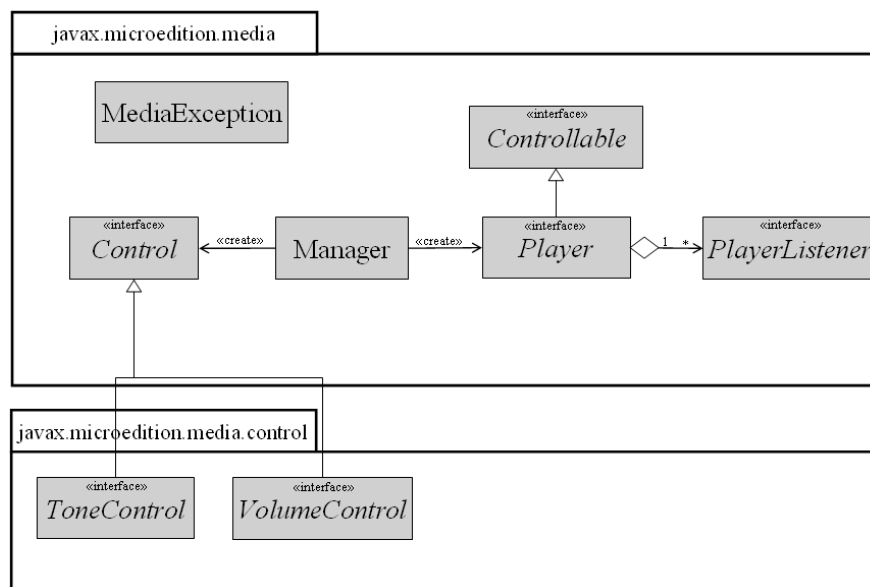 javax.microedition.media
MediaException
«interface»
Controllable
«interface»
Control
«create»
Manager
«create»
«interface»
Player
1
*
«interface»
PlayerListener
javax.microedition.media.control
«interface»
ToneControl
«interface»
VolumeControl